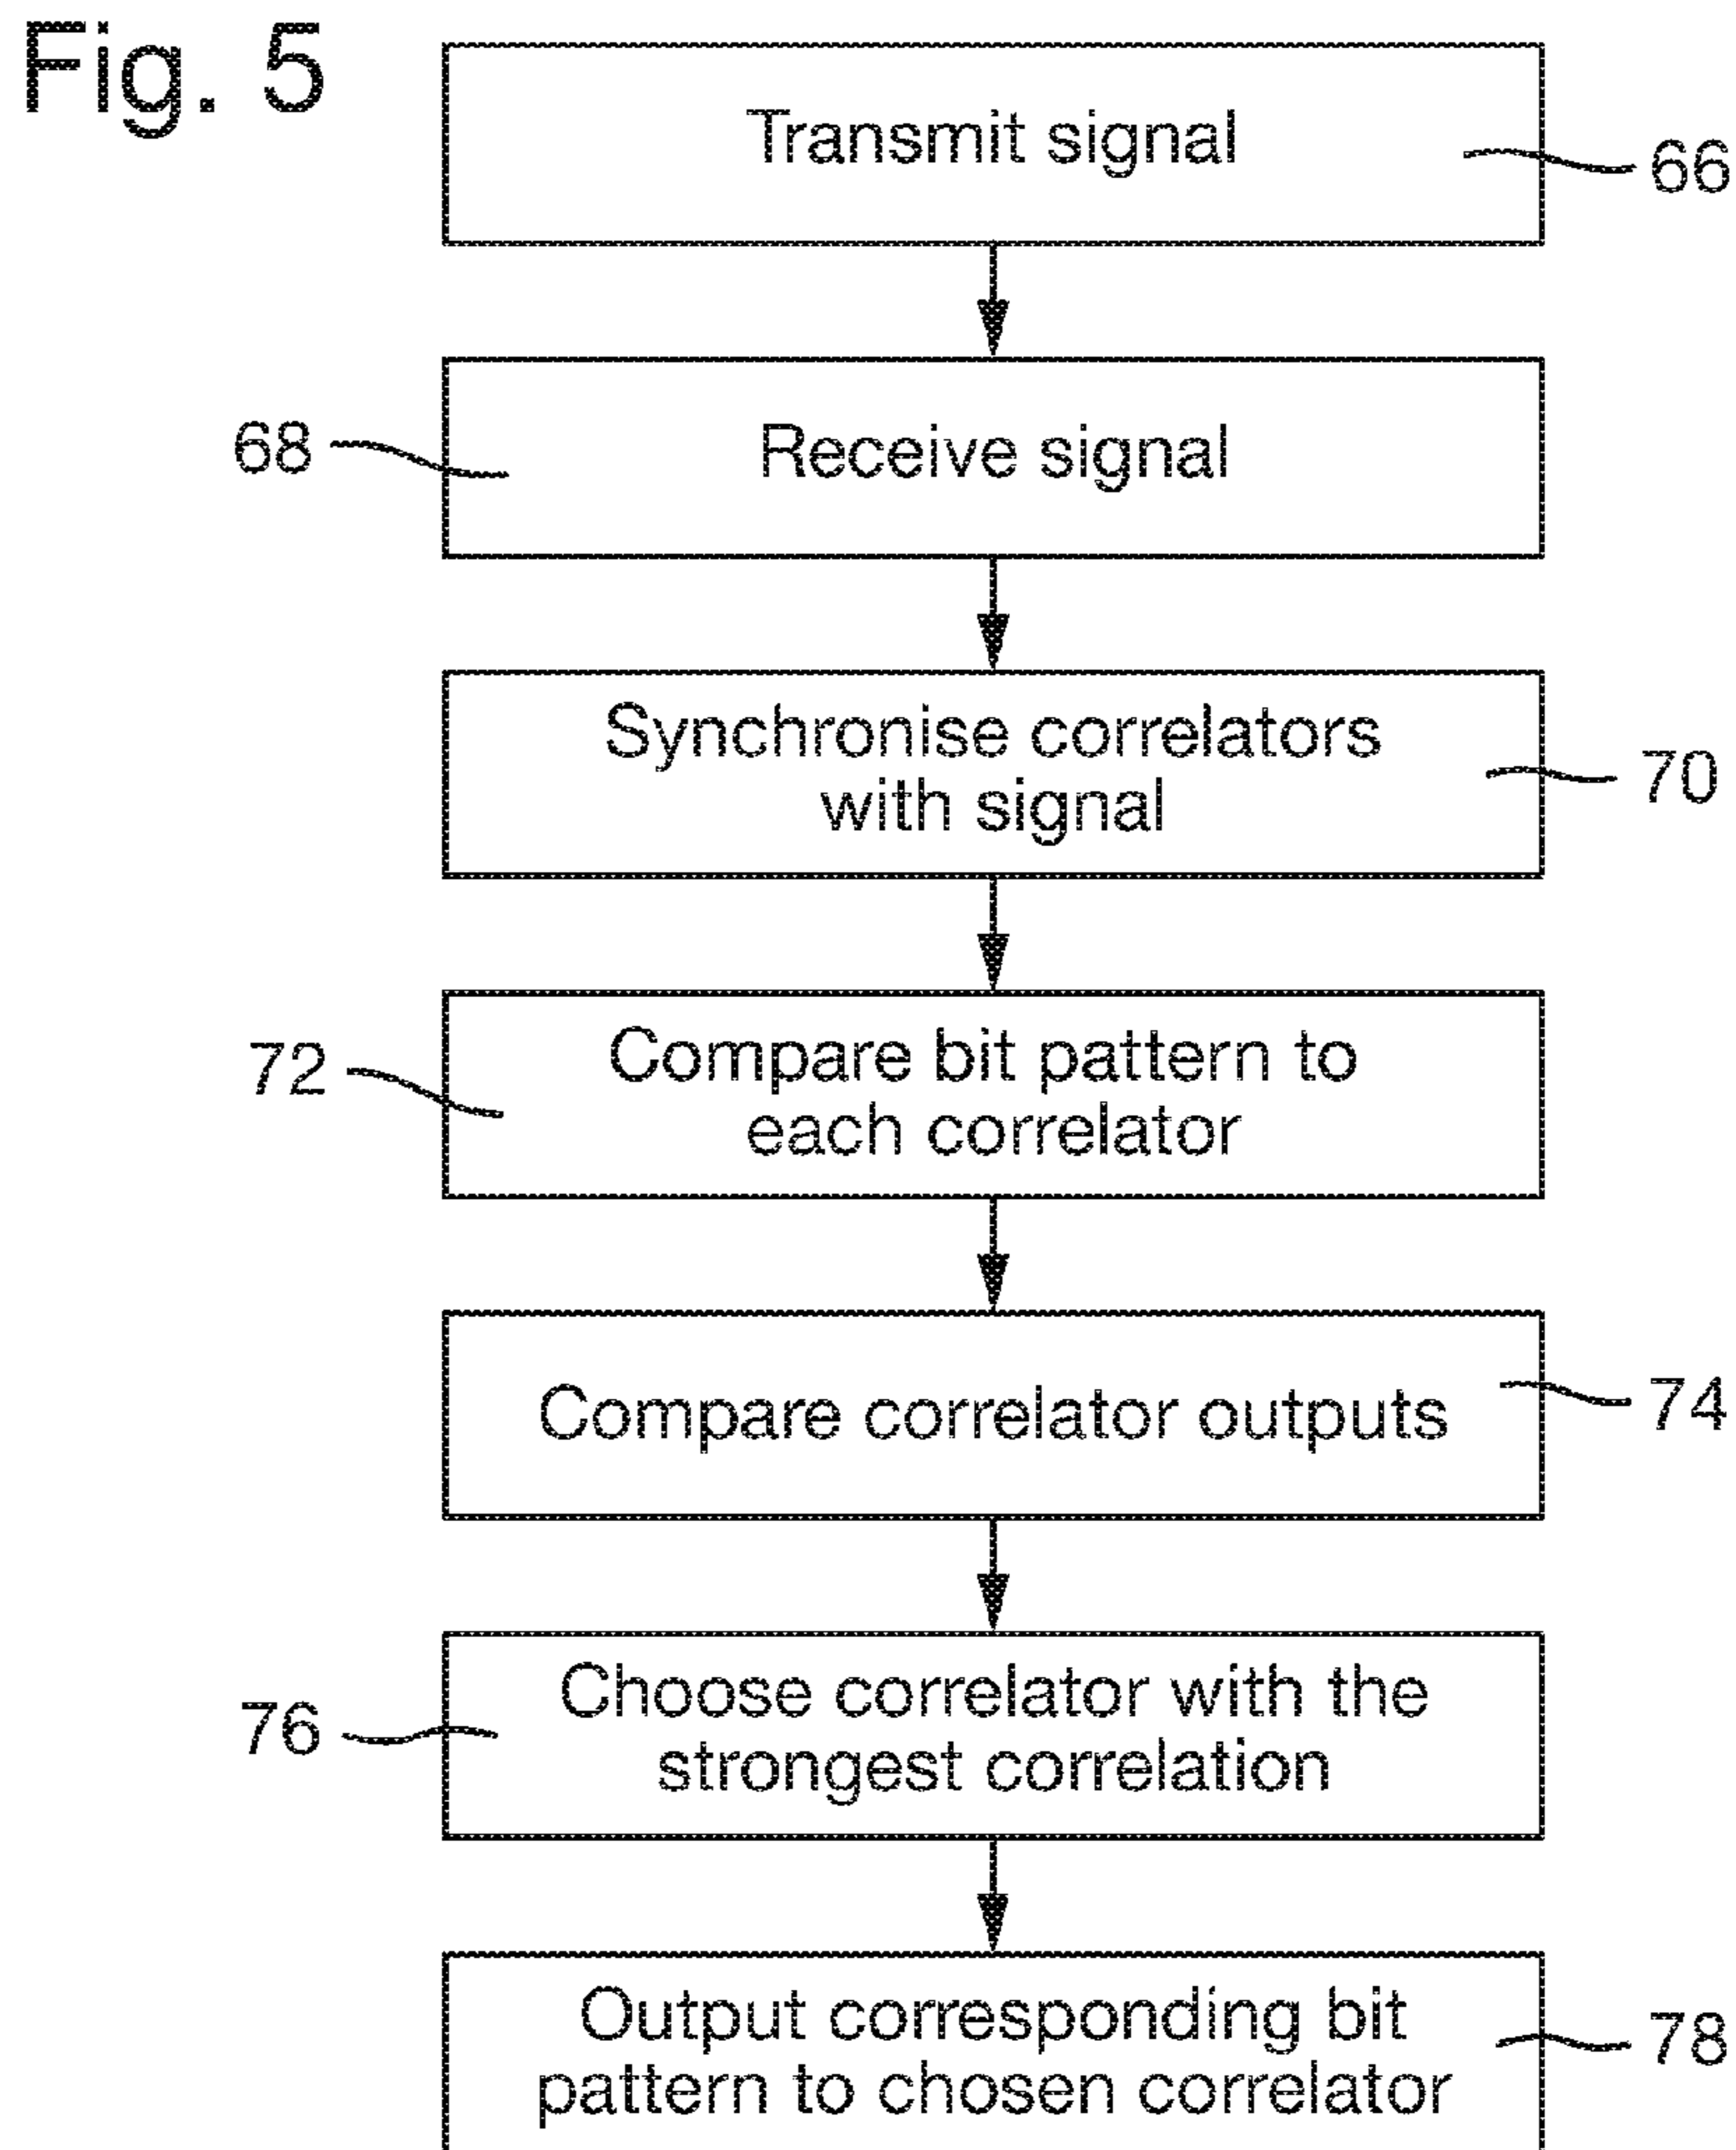 Fig. 5
Transmit signal
66
68
Receive signal
Synchronise correlators
with signal
70
72
Compare bit pattern to
each correlator
Compare correlator outputs
74
76
Choose correlator with the
strongest correlation
Output corresponding bit
pattern to chosen correlator
78